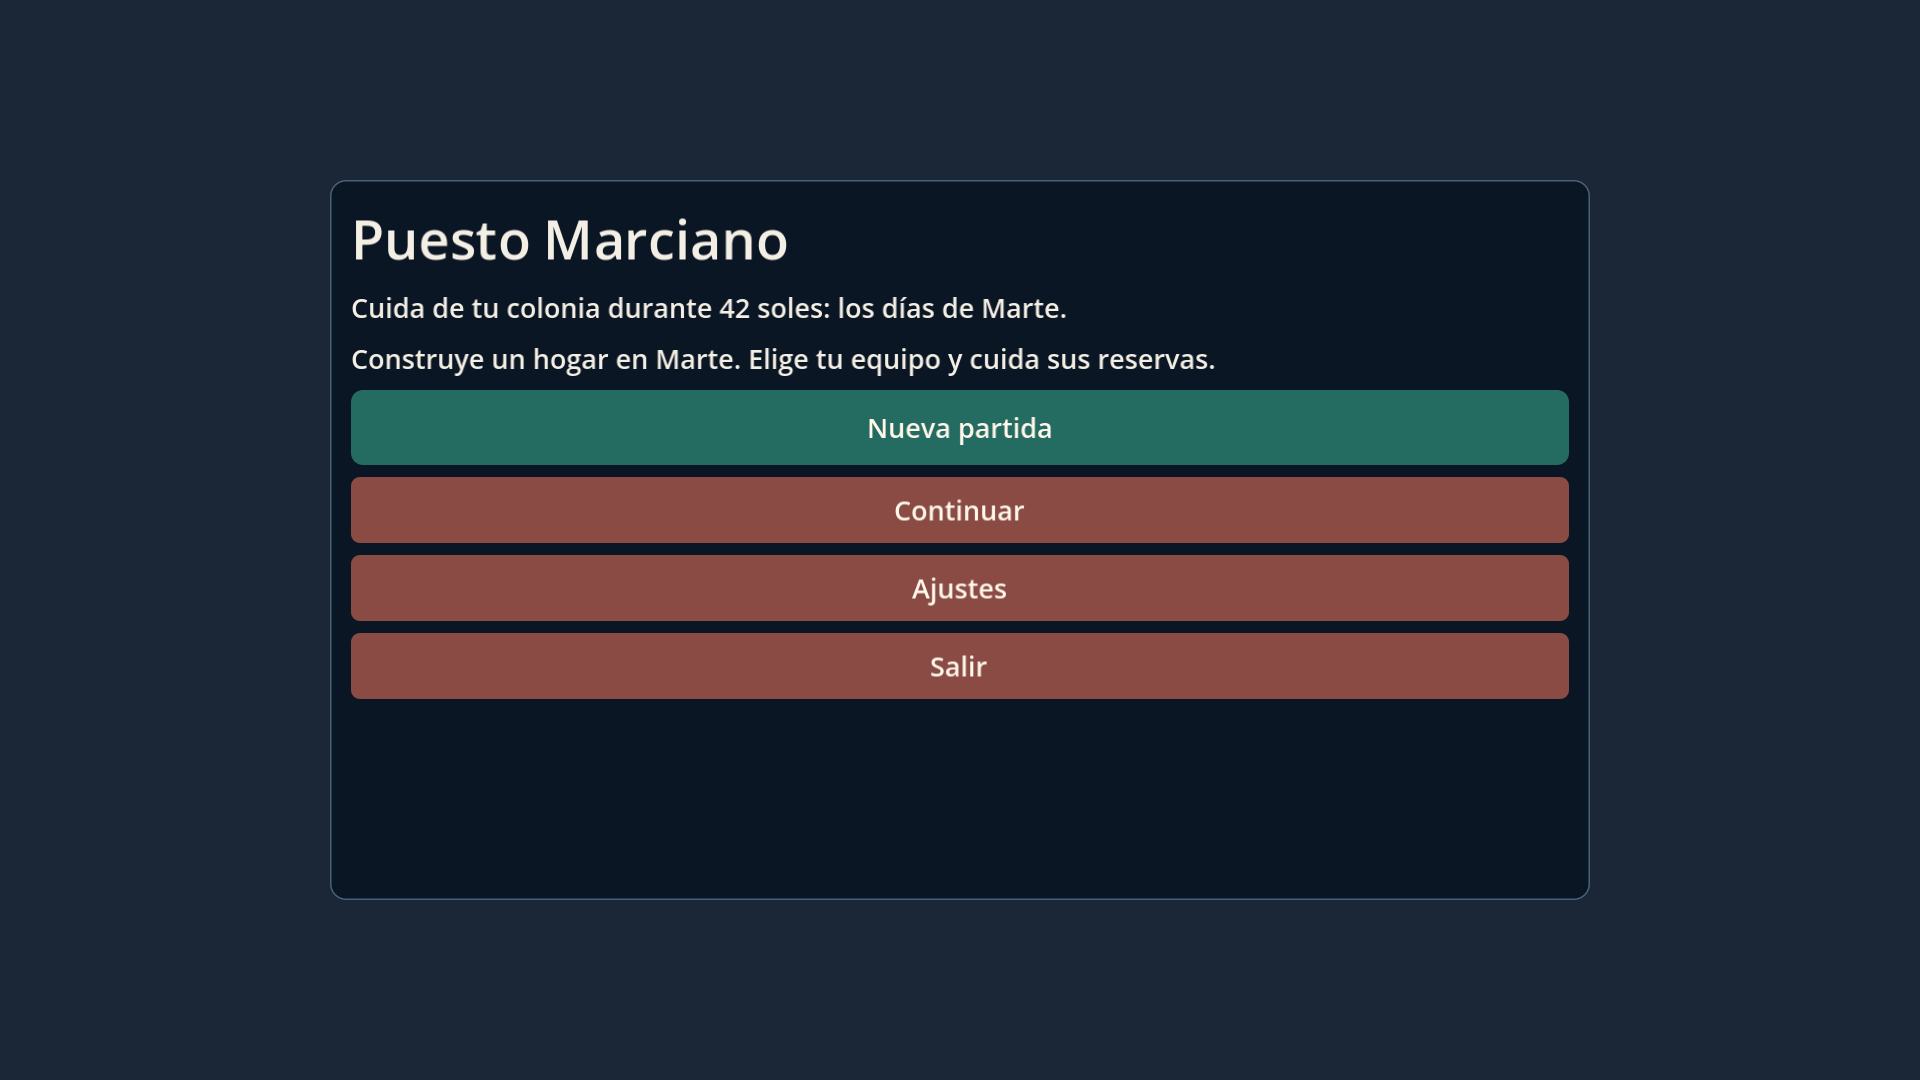 Puesto Marciano
Cuida de tu colonia durante 42 soles: los días de Marte.
Construye un hogar en Marte. Elige tu equipo y cuida sus reservas.
Nueva partida
Continuar
Ajustes
Salir